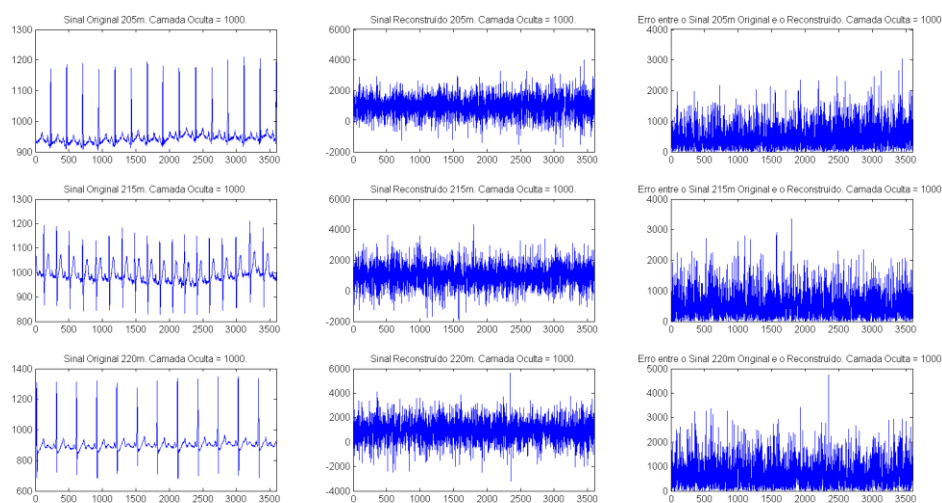 Sinal Original 205m. Camada Oculta = 1000.
Sinal Reconstruído 205m. Camada Oculta = 1000.
Erro entre o Sinal 205m Original e o Reconstruído. Camada Oculta = 1000
1300
1200
1100
1000
900
0 500 1000 1500 2000 2500 3000 3500
6000
4000
2000
0
-2000
0 500 1000 1500 2000 2500 3000 3500
4000
3000
2000
1000
0
0 500 1000 1500 2000 2500 3000 3500
Sinal Original 215m. Camada Oculta = 1000.
Sinal Reconstruído 215m. Camada Oculta = 1000.
Erro entre o Sinal 215m Original e o Reconstruído. Camada Oculta = 1000
1300
1200
1100
1000
900
800
0 500 1000 1500 2000 2500 3000 3500
6000
4000
2000
0
-2000
0 500 1000 1500 2000 2500 3000 3500
4000
3000
2000
1000
0
0 500 1000 1500 2000 2500 3000 3500
Sinal Original 220m. Camada Oculta = 1000.
Sinal Reconstruído 220m. Camada Oculta = 1000.
Erro entre o Sinal 220m Original e o Reconstruído. Camada Oculta = 1000
1400
1200
1000
800
600
0 500 1000 1500 2000 2500 3000 3500
6000
4000
2000
0
-2000
-4000
0 500 1000 1500 2000 2500 3000 3500
5000
4000
3000
2000
1000
0
0 500 1000 1500 2000 2500 3000 3500